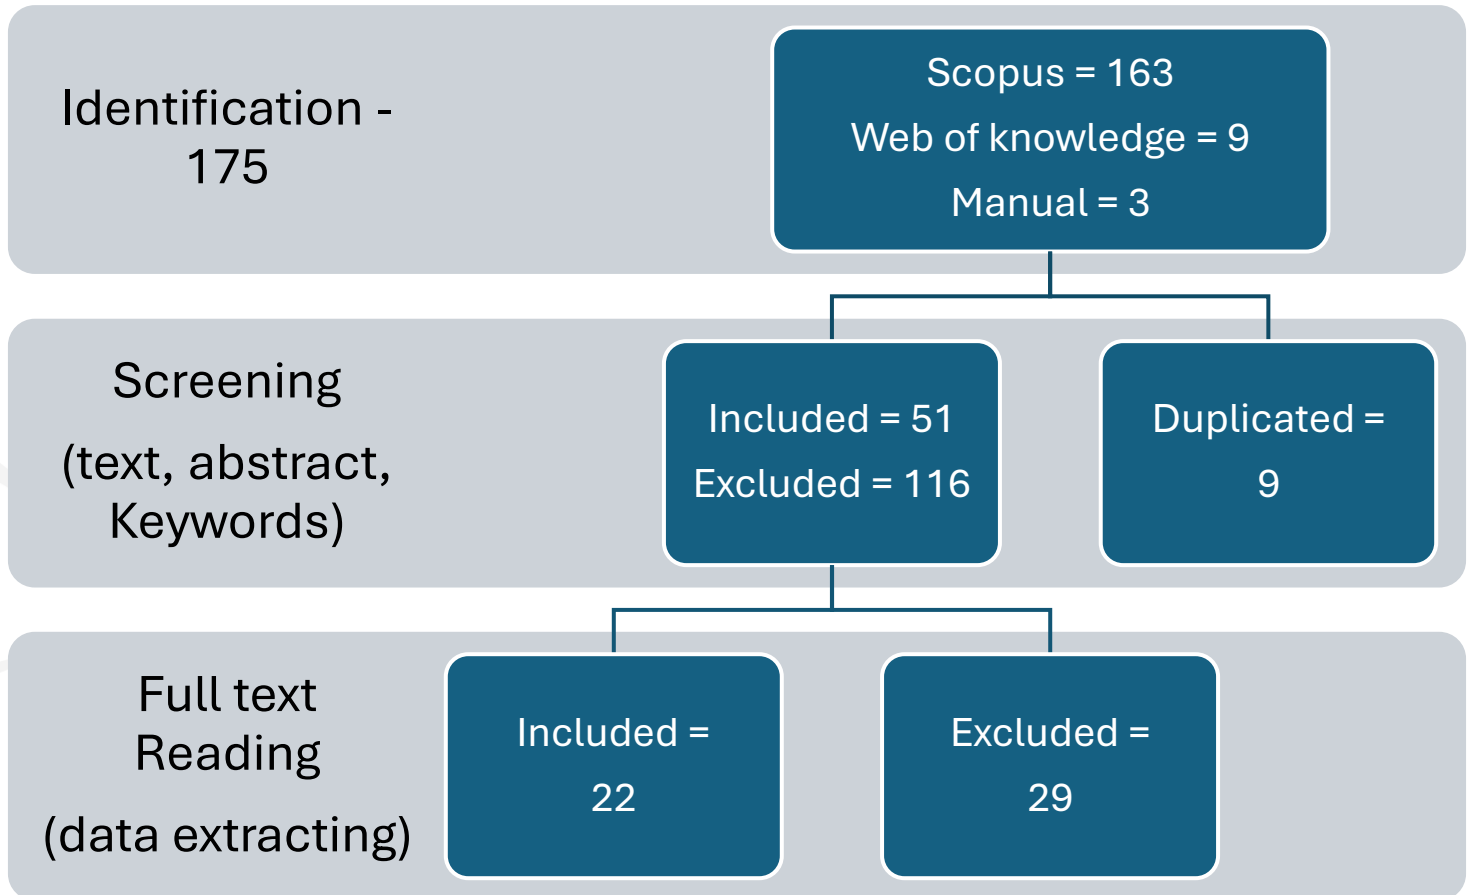 Identification -
175
Scopus = 163
Web of knowledge = 9
Manual = 3
Screening
(text, abstract,
Keywords)
Included = 51
Excluded = 116
Duplicated =
9
Full text
Reading
(data extracting)
Included =
22
Excluded =
29